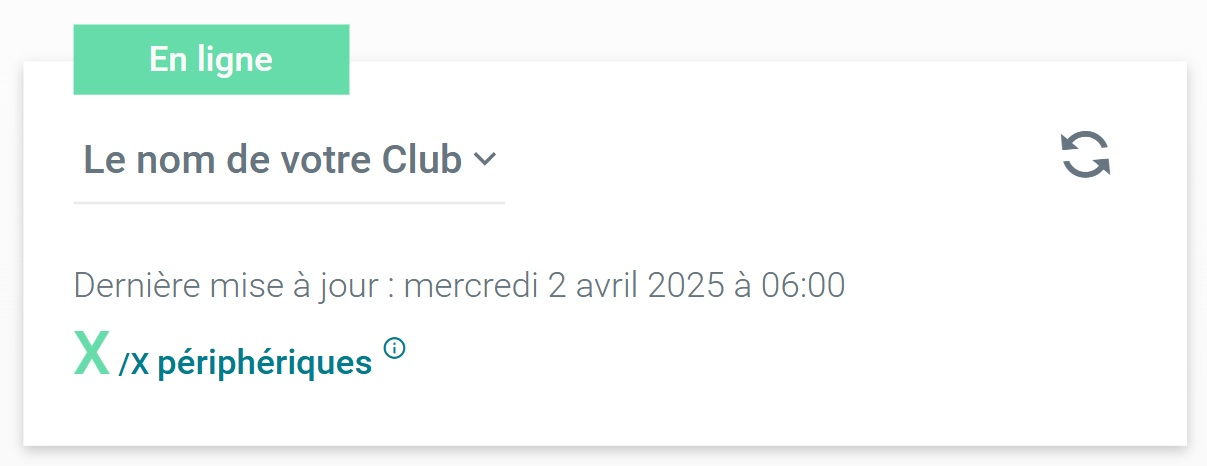 En ligne
Le nom de votre Club
Dernière mise à jour : mercredi 2 avril 2025 à 06:00
X /X périphériques